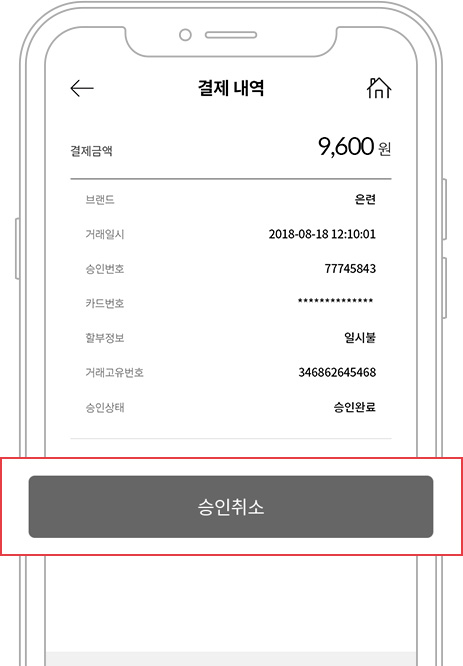 결제 내역
결제금액 9,600 원
브랜드 은련
거래일시 2018-08-18 12:10:01
승인번호 77745843
카드번호 **************
할부정보 일시불
거래고유번호 346862645468
승인상태 승인완료
승인취소